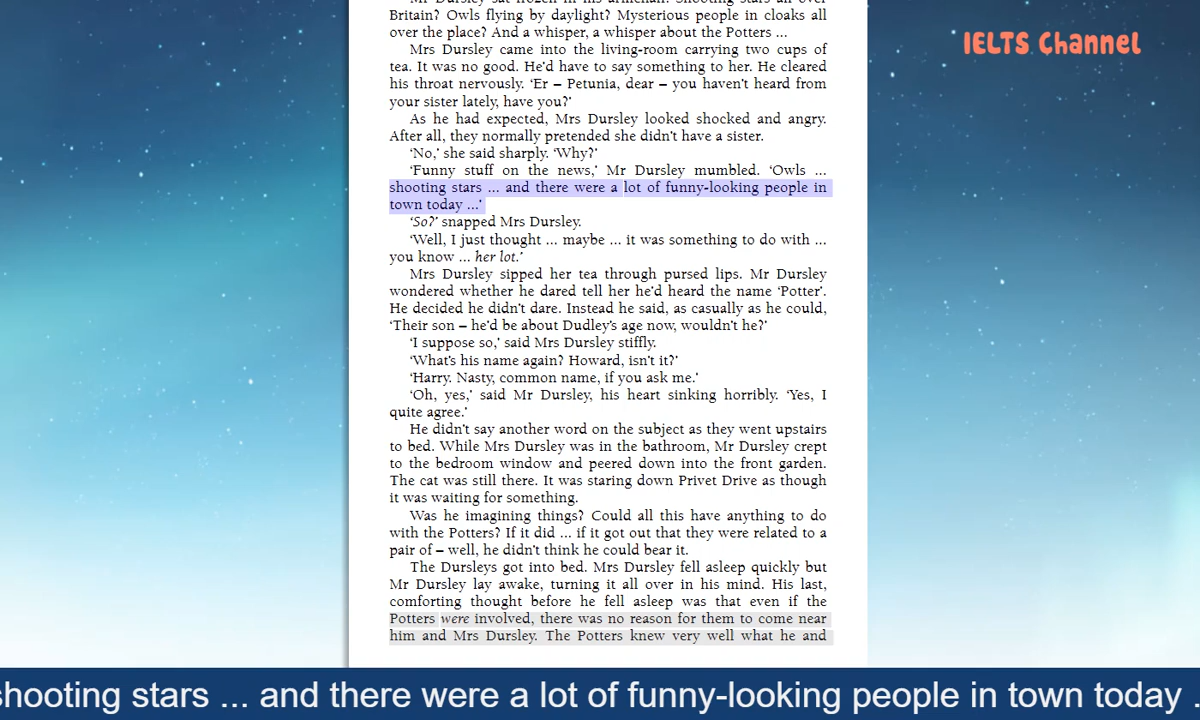 Mr Dursley sat frozen in his armchair. Shooting stars all over
Britain? Owls flying by daylight? Mysterious people in cloaks all
over the place? And a whisper, a whisper about the Potters ...
Mrs Dursley came into the living-room carrying two cups of
tea. It was no good. He’d have to say something to her. He cleared
his throat nervously. ‘Er – Petunia, dear – you haven’t heard from
your sister lately, have you?’
As he had expected, Mrs Dursley looked shocked and angry.
After all, they normally pretended she didn’t have a sister.
‘No,’ she said sharply. ‘Why?’
‘Funny stuff on the news,’ Mr Dursley mumbled. ‘Owls ...
shooting stars ... and there were a lot of funny-looking people in
town today ...’
‘So?’ snapped Mrs Dursley.
‘Well, I just thought ... maybe ... it was something to do with ...
you know ... her lot.’
Mrs Dursley sipped her tea through pursed lips. Mr Dursley
wondered whether he dared tell her he’d heard the name ‘Potter’.
He decided he didn’t dare. Instead he said, as casually as he could,
‘Their son – he’d be about Dudley’s age now, wouldn’t he?’
‘I suppose so,’ said Mrs Dursley stiffly.
‘What’s his name again? Howard, isn’t it?’
‘Harry. Nasty, common name, if you ask me.’
‘Oh, yes,’ said Mr Dursley, his heart sinking horribly. ‘Yes, I
quite agree.’
He didn’t say another word on the subject as they went upstairs
to bed. While Mrs Dursley was in the bathroom, Mr Dursley crept
to the bedroom window and peered down into the front garden.
The cat was still there. It was staring down Privet Drive as though
it was waiting for something.
Was he imagining things? Could all this have anything to do
with the Potters? If it did ... if it got out that they were related to a
pair of – well, he didn’t think he could bear it.
The Dursleys got into bed. Mrs Dursley fell asleep quickly but
Mr Dursley lay awake, turning it all over in his mind. His last,
comforting thought before he fell asleep was that even if the
Potters were involved, there was no reason for them to come near
him and Mrs Dursley. The Potters knew very well what he and
IELTS Channel
shooting stars ... and there were a lot of funny-looking people in town today .